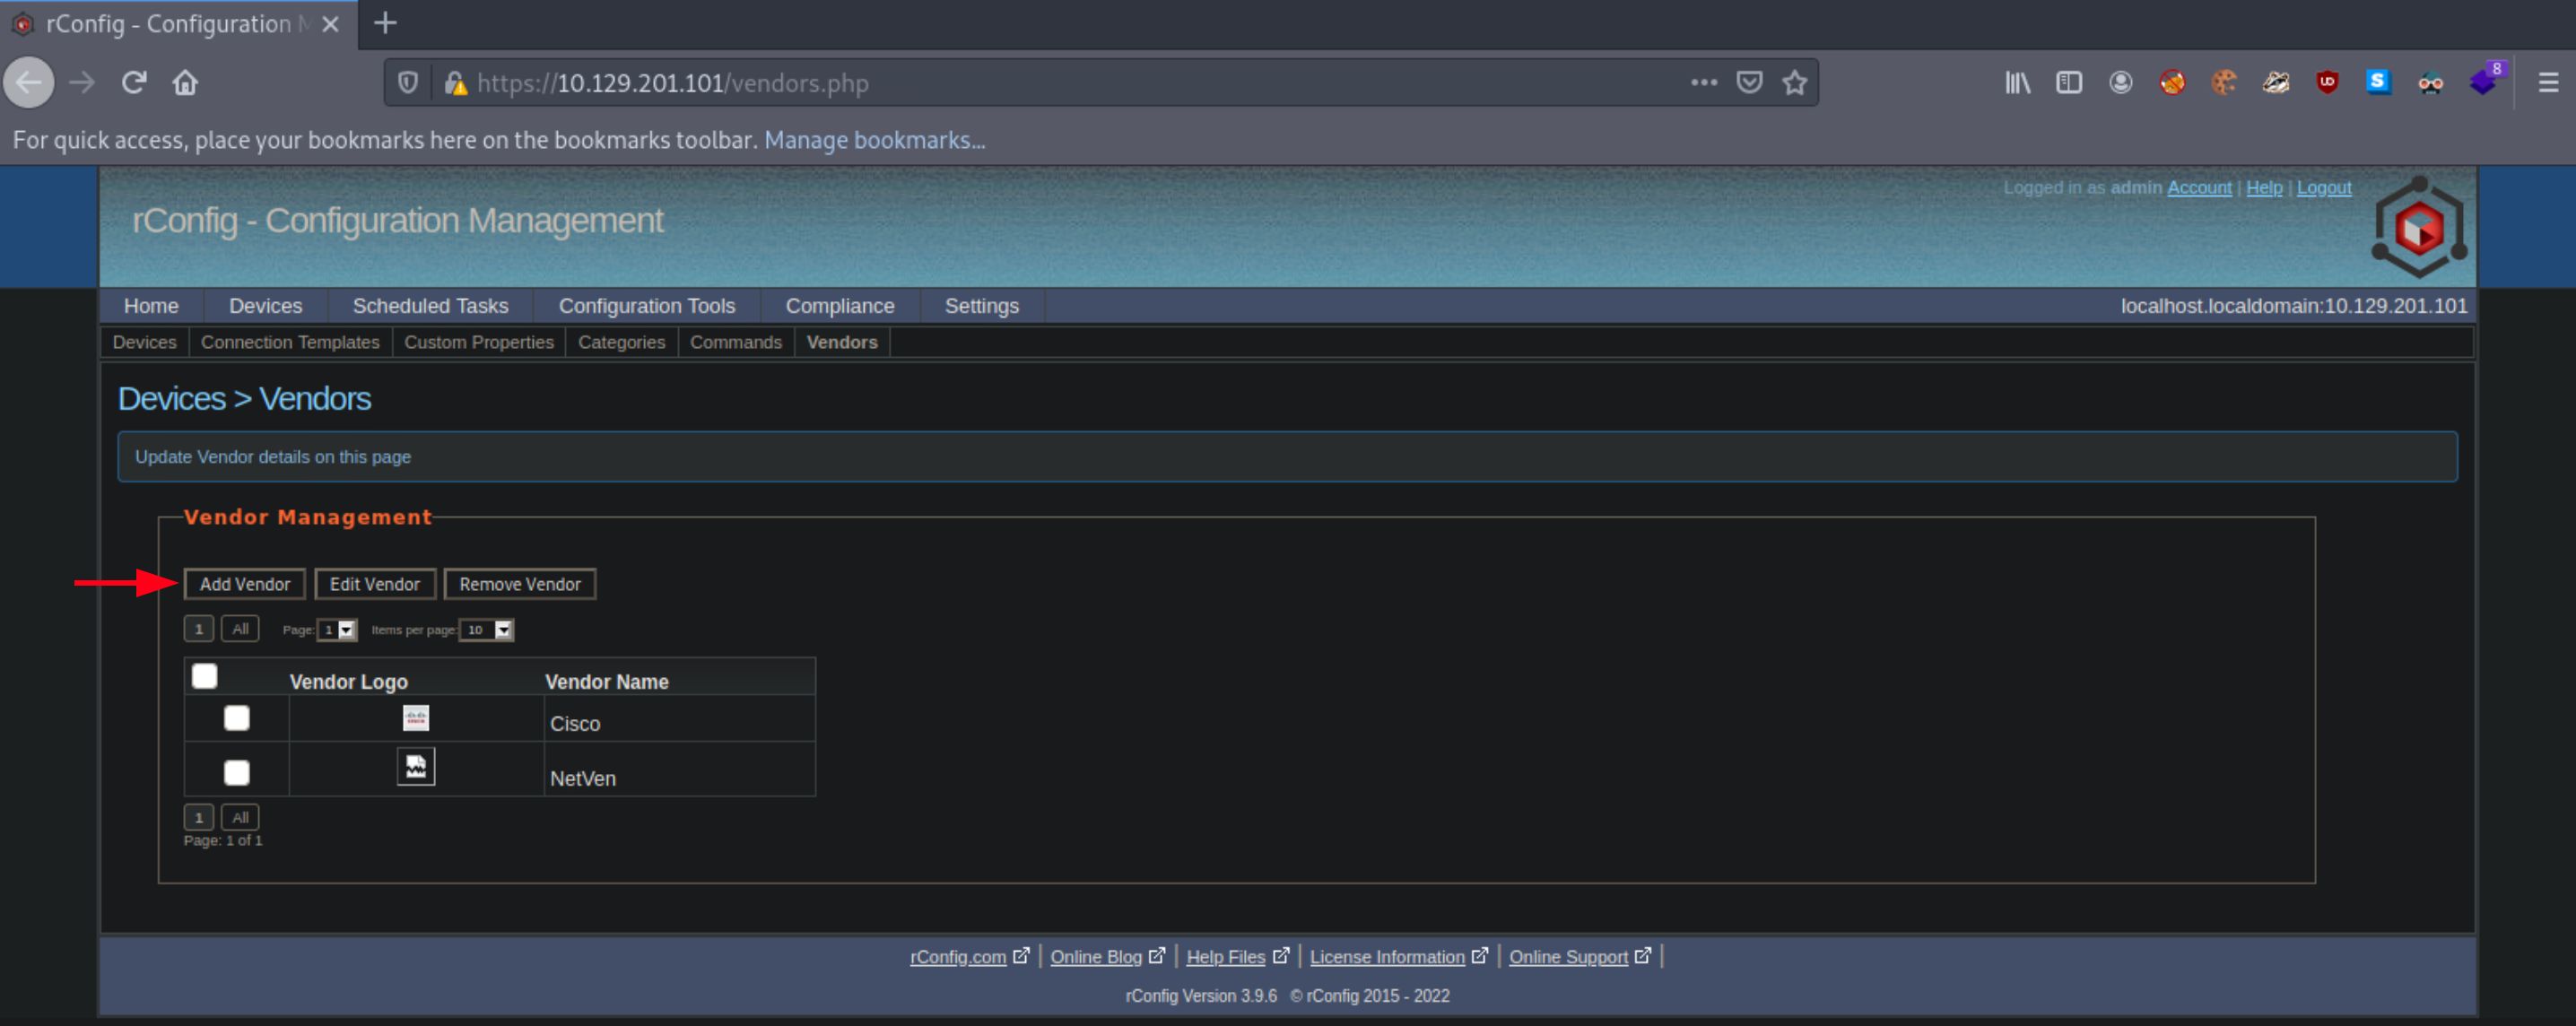 rConfig - Configuration M
https://10.129.201.101/vendors.php
8
For quick access, place your bookmarks here on the bookmarks toolbar. Manage bookmarks...
Logged in as admin Account | Help | Logout
rConfig - Configuration Management
Home Devices Scheduled Tasks Configuration Tools Compliance Settings localhost.localdomain:10.129.201.101
Devices Connection Templates Custom Properties Categories Commands Vendors
Devices > Vendors
Update Vendor details on this page
Vendor Management
Add Vendor Edit Vendor Remove Vendor
1 All Page: 1 Items per page: 10
Vendor Logo Vendor Name
Cisco
NetVen
1 All
Page: 1 of 1
rConfig.com | Online Blog | Help Files | License Information | Online Support |
rConfig Version 3.9.6 © rConfig 2015 - 2022